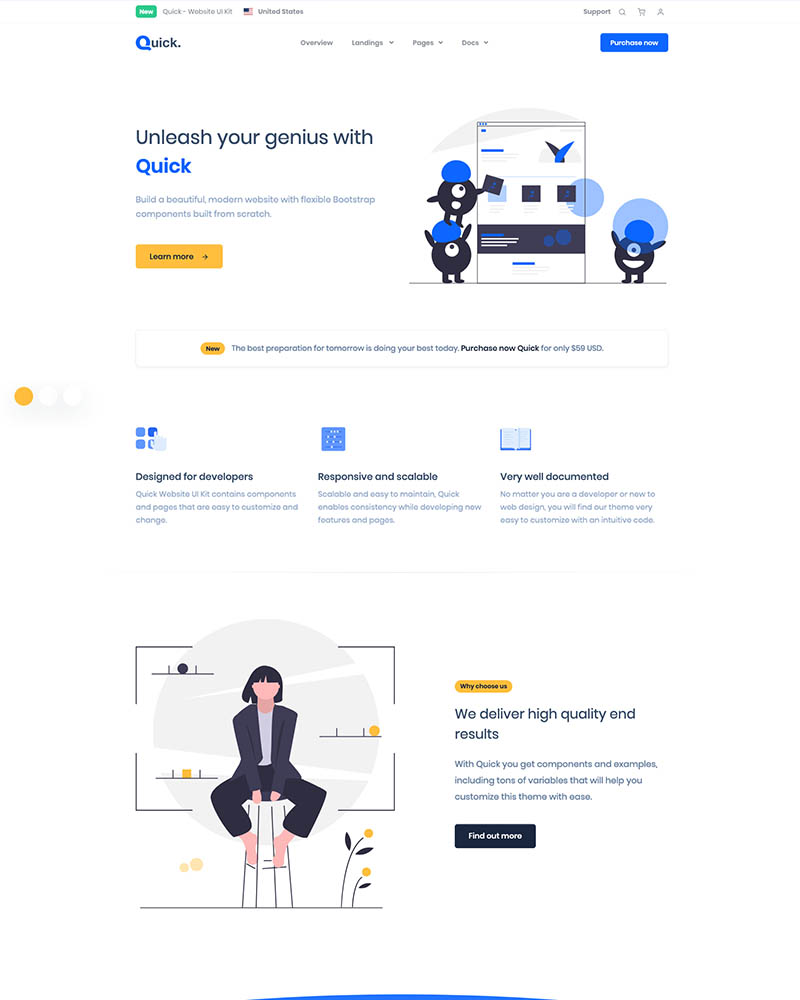 New Quick - Website UI Kit United States Support
Quick. Overview Landings Pages Docs Purchase now
Unleash your genius with
Quick
Build a beautiful, modern website with flexible Bootstrap
components built from scratch.
Learn more
New The best preparation for tomorrow is doing your best today. Purchase now Quick for only $59 USD.
Designed for developers
Quick Website UI Kit contains components
and pages that are easy to customize and
change.
Responsive and scalable
Scalable and easy to maintain, Quick
enables consistency while developing new
features and pages.
Very well documented
No matter you are a developer or new to
web design, you will find our theme very
easy to customize with an intuitive code.
Why choose us
We deliver high quality end
results
With Quick you get components and examples,
including tons of variables that will help you
customize this theme with ease.
Find out more